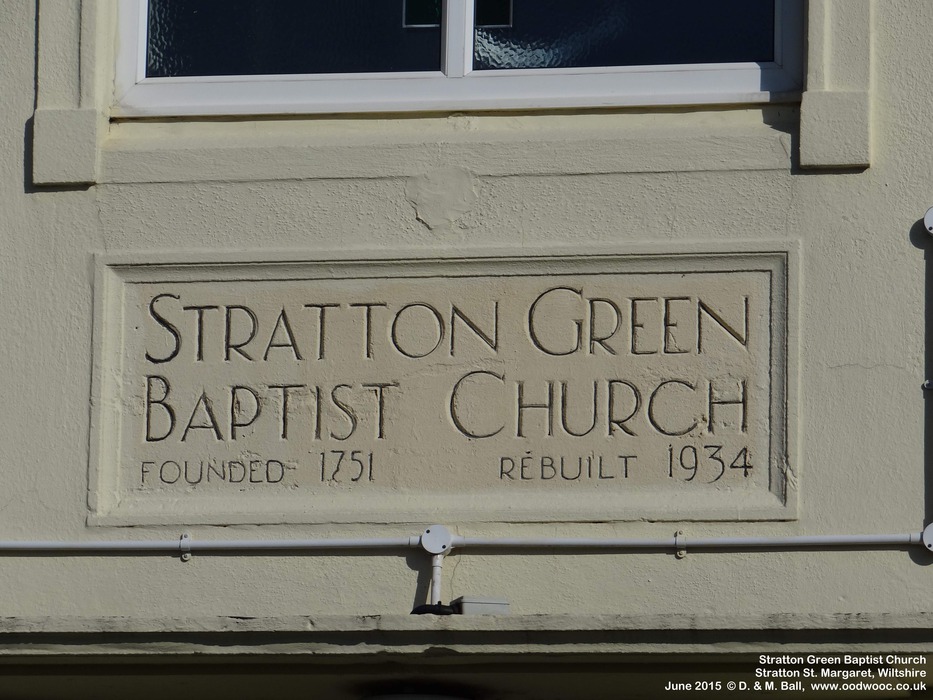 STRATTON GREEN
BAPTIST CHURCH
FOUNDED 1751 REBUILT 1934
Stratton Green Baptist Church
Stratton St. Margaret, Wiltshire
June 2015 © D. & M. Ball, www.oodwooc.co.uk